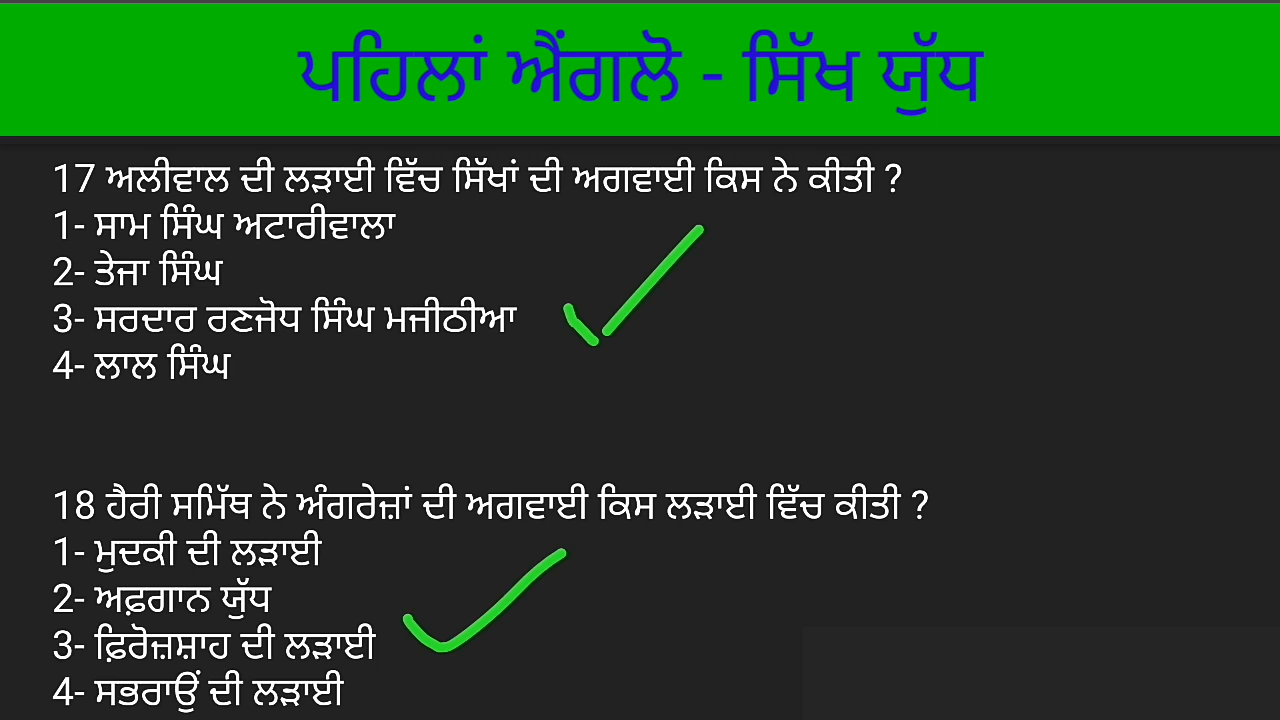 ਪਹਿਲਾਂ ਐਂਗਲੋ - ਸਿੱਖ ਯੁੱਧ
17 ਅਲੀਵਾਲ ਦੀ ਲੜਾਈ ਵਿੱਚ ਸਿੱਖਾਂ ਦੀ ਅਗਵਾਈ ਕਿਸ ਨੇ ਕੀਤੀ ?
1- ਸਾਮ ਸਿੰਘ ਅਟਾਰੀਵਾਲਾ
2- ਤੇਜਾ ਸਿੰਘ
3- ਸਰਦਾਰ ਰਣਜੋਧ ਸਿੰਘ ਮਜੀਠੀਆ
4- ਲਾਲ ਸਿੰਘ
18 ਹੈਰੀ ਸਮਿੱਥ ਨੇ ਅੰਗਰੇਜ਼ਾਂ ਦੀ ਅਗਵਾਈ ਕਿਸ ਲੜਾਈ ਵਿੱਚ ਕੀਤੀ ?
1- ਮੁਦਕੀ ਦੀ ਲੜਾਈ
2- ਅਫ਼ਗਾਨ ਯੁੱਧ
3- ਫ਼ਿਰੋਜ਼ਸ਼ਾਹ ਦੀ ਲੜਾਈ
4- ਸਭਰਾਉਂ ਦੀ ਲੜਾਈ